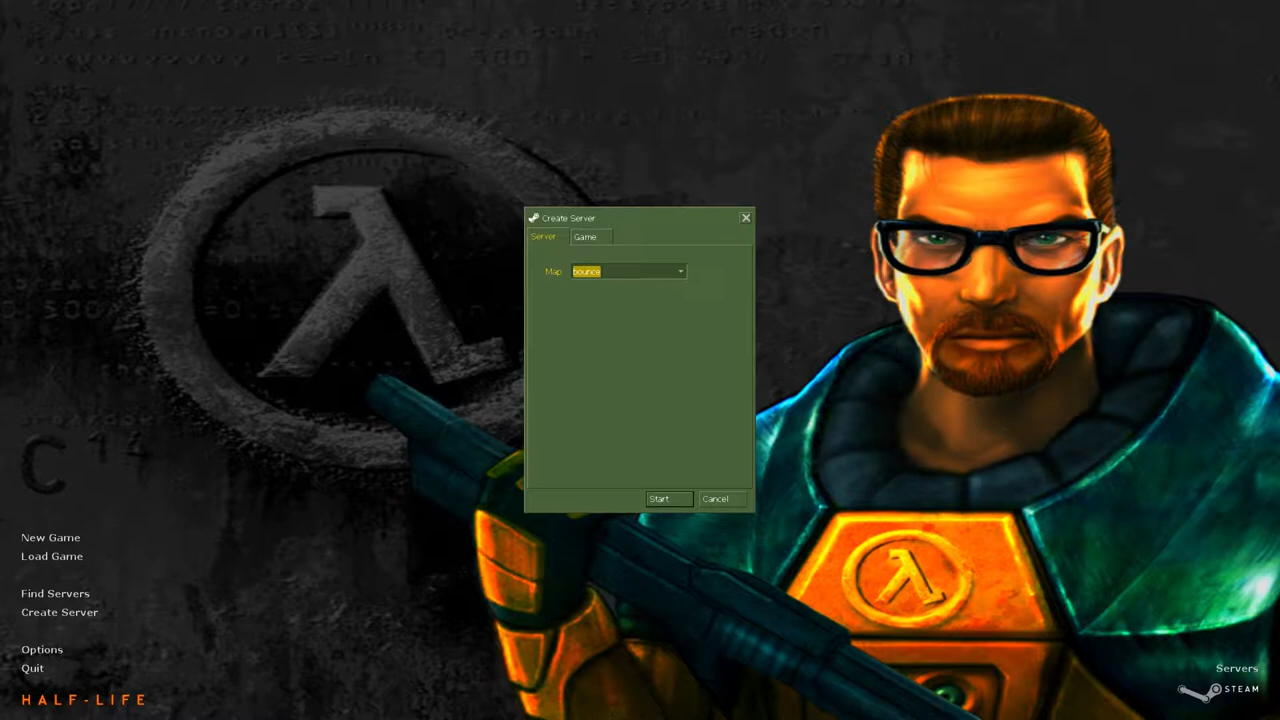 Create Server
Server
Game
Map
bounce
Start
Cancel
C 14
New Game
Load Game
Find Servers
Create Server
Options
Quit
HALF-LIFE
Servers
STEAM